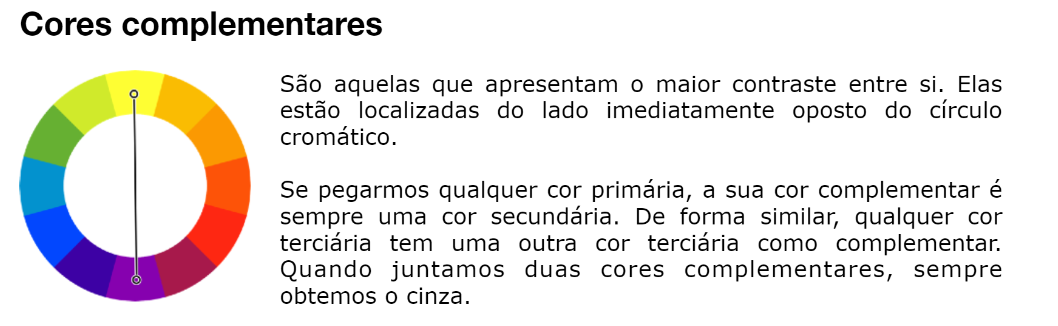 Cores complementares
São aquelas que apresentam o maior contraste entre si. Elas
estão localizadas do lado imediatamente oposto do círculo
cromático.
Se pegarmos qualquer cor primária, a sua cor complementar é
sempre uma cor secundária. De forma similar, qualquer cor
terciária tem uma outra cor terciária como complementar.
Quando juntamos duas cores complementares, sempre
obtemos o cinza.